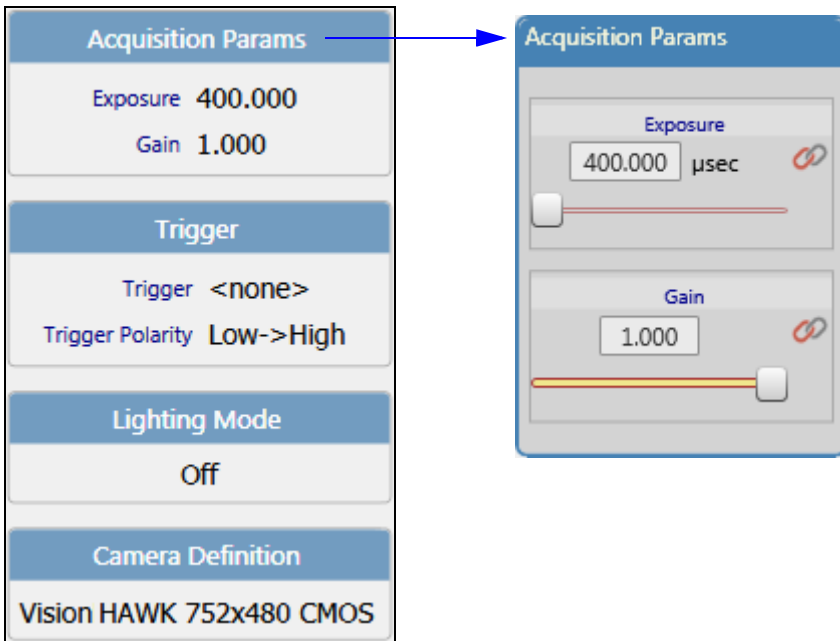 Acquisition Params
Exposure 400.000
Gain 1.000
Trigger
Trigger <none>
Trigger Polarity Low->High
Lighting Mode
Off
Camera Definition
Vision HAWK 752x480 CMOS
Acquisition Params
Exposure
400.000 µsec
Gain
1.000